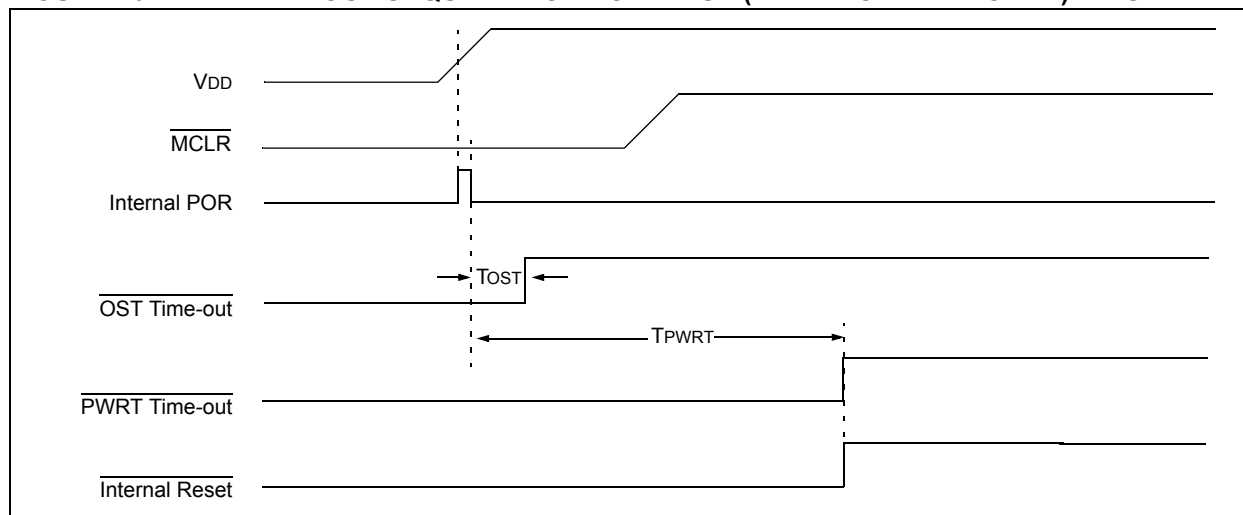 VDD
MCLR
Internal POR
TOST
OST Time-out
TPWRT
PWRT Time-out
Internal Reset